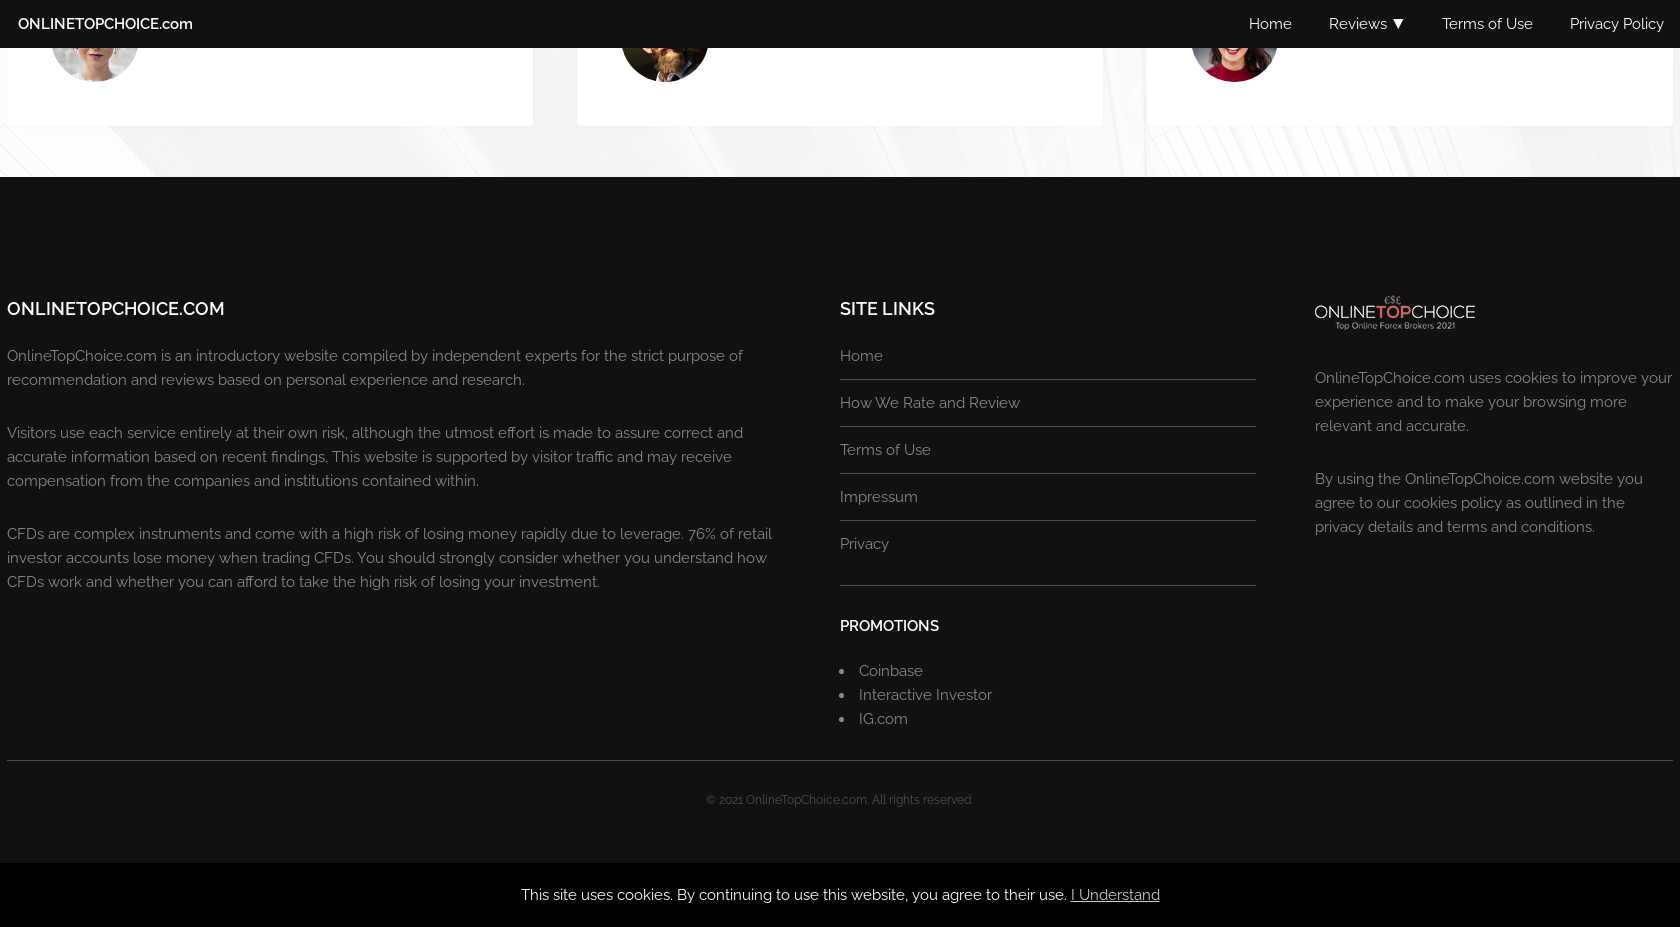 ONLINETOPCHOICE.com
Home
Reviews ▼
Terms of Use
Privacy Policy
ONLINETOPCHOICE.COM
OnlineTopChoice.com is an introductory website compiled by independent experts for the strict purpose of
recommendation and reviews based on personal experience and research.
Visitors use each service entirely at their own risk, although the utmost effort is made to assure correct and
accurate information based on recent findings. This website is supported by visitor traffic and may receive
compensation from the companies and institutions contained within.
CFDs are complex instruments and come with a high risk of losing money rapidly due to leverage. 76% of retail
investor accounts lose money when trading CFDs. You should strongly consider whether you understand how
CFDs work and whether you can afford to take the high risk of losing your investment.
SITE LINKS
Home
How We Rate and Review
Terms of Use
Impressum
Privacy
PROMOTIONS
Coinbase
Interactive Investor
IG.com
€$£
ONLINETOPCHOICE
Top Online Forex Brokers 2021
OnlineTopChoice.com uses cookies to improve your
experience and to make your browsing more
relevant and accurate.
By using the OnlineTopChoice.com website you
agree to our cookies policy as outlined in the
privacy details and terms and conditions.
© 2021 OnlineTopChoice.com. All rights reserved.
This site uses cookies. By continuing to use this website, you agree to their use. I Understand